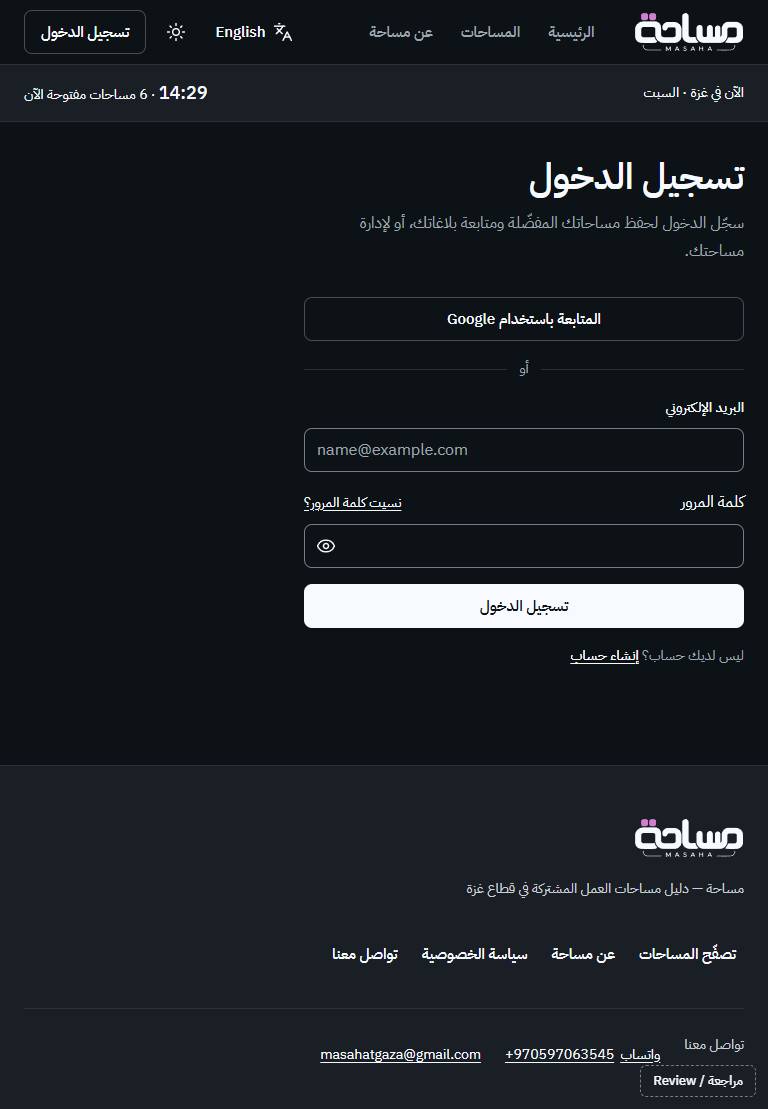 مساحة
MASAHA
الرئيسية
المساحات
عن مساحة
English
تسجيل الدخول
الآن في غزة · السبت
14:29 · 6 مساحات مفتوحة الآن
تسجيل الدخول
سجّل الدخول لحفظ مساحاتك المفضّلة ومتابعة بلاغاتك، أو لإدارة
مساحتك.
المتابعة باستخدام Google
أو
البريد الإلكتروني
name@example.com
كلمة المرور
نسيت كلمة المرور؟
تسجيل الدخول
ليس لديك حساب؟ إنشاء حساب
مساحة
MASAHA
مساحة — دليل مساحات العمل المشتركة في قطاع غزة
تصفّح المساحات
عن مساحة
سياسة الخصوصية
تواصل معنا
تواصل معنا
واتساب
+970597063545
masahatgaza@gmail.com
مراجعة / Review